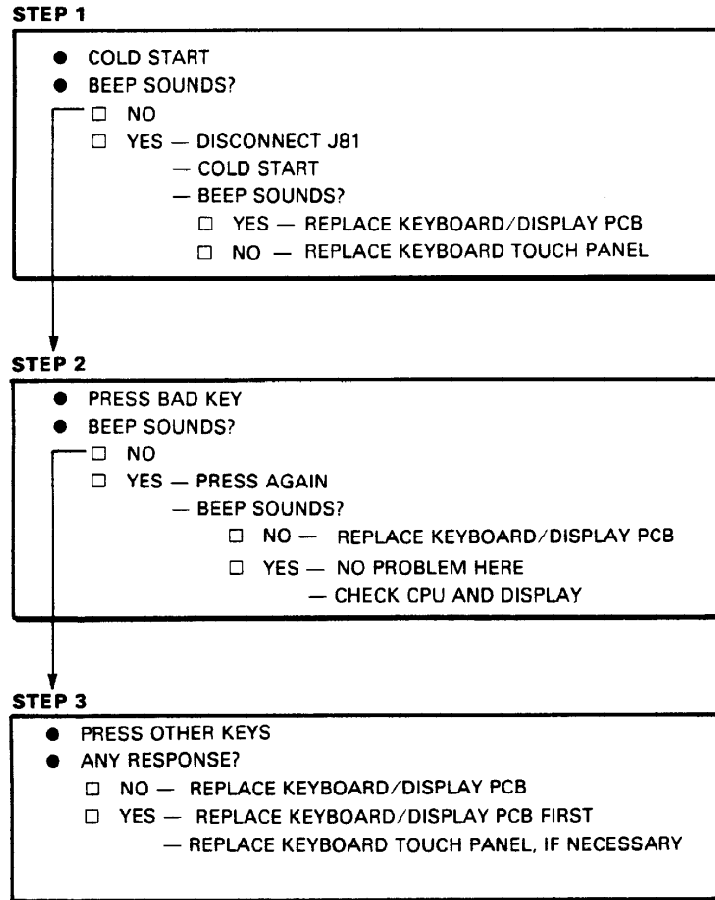 STEP 1
● COLD START
● BEEP SOUNDS?
□ NO
□ YES — DISCONNECT J81
— COLD START
— BEEP SOUNDS?
□ YES — REPLACE KEYBOARD/DISPLAY PCB
□ NO — REPLACE KEYBOARD TOUCH PANEL
STEP 2
● PRESS BAD KEY
● BEEP SOUNDS?
□ NO
□ YES — PRESS AGAIN
— BEEP SOUNDS?
□ NO — REPLACE KEYBOARD/DISPLAY PCB
□ YES — NO PROBLEM HERE
— CHECK CPU AND DISPLAY
STEP 3
● PRESS OTHER KEYS
● ANY RESPONSE?
□ NO — REPLACE KEYBOARD/DISPLAY PCB
□ YES — REPLACE KEYBOARD/DISPLAY PCB FIRST
— REPLACE KEYBOARD TOUCH PANEL, IF NECESSARY